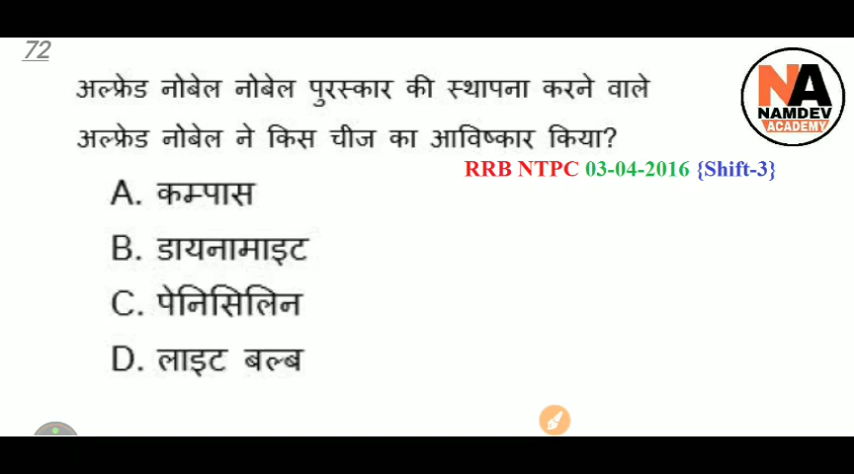 72
अल्फ्रेड नोबेल नोबेल पुरस्कार की स्थापना करने वाले
अल्फ्रेड नोबेल ने किस चीज का आविष्कार किया?
NA
NAMDEV
ACADEMY
RRB NTPC 03-04-2016 {Shift-3}
A. कम्पास
B. डायनामाइट
C. पेनिसिलिन
D. लाइट बल्ब